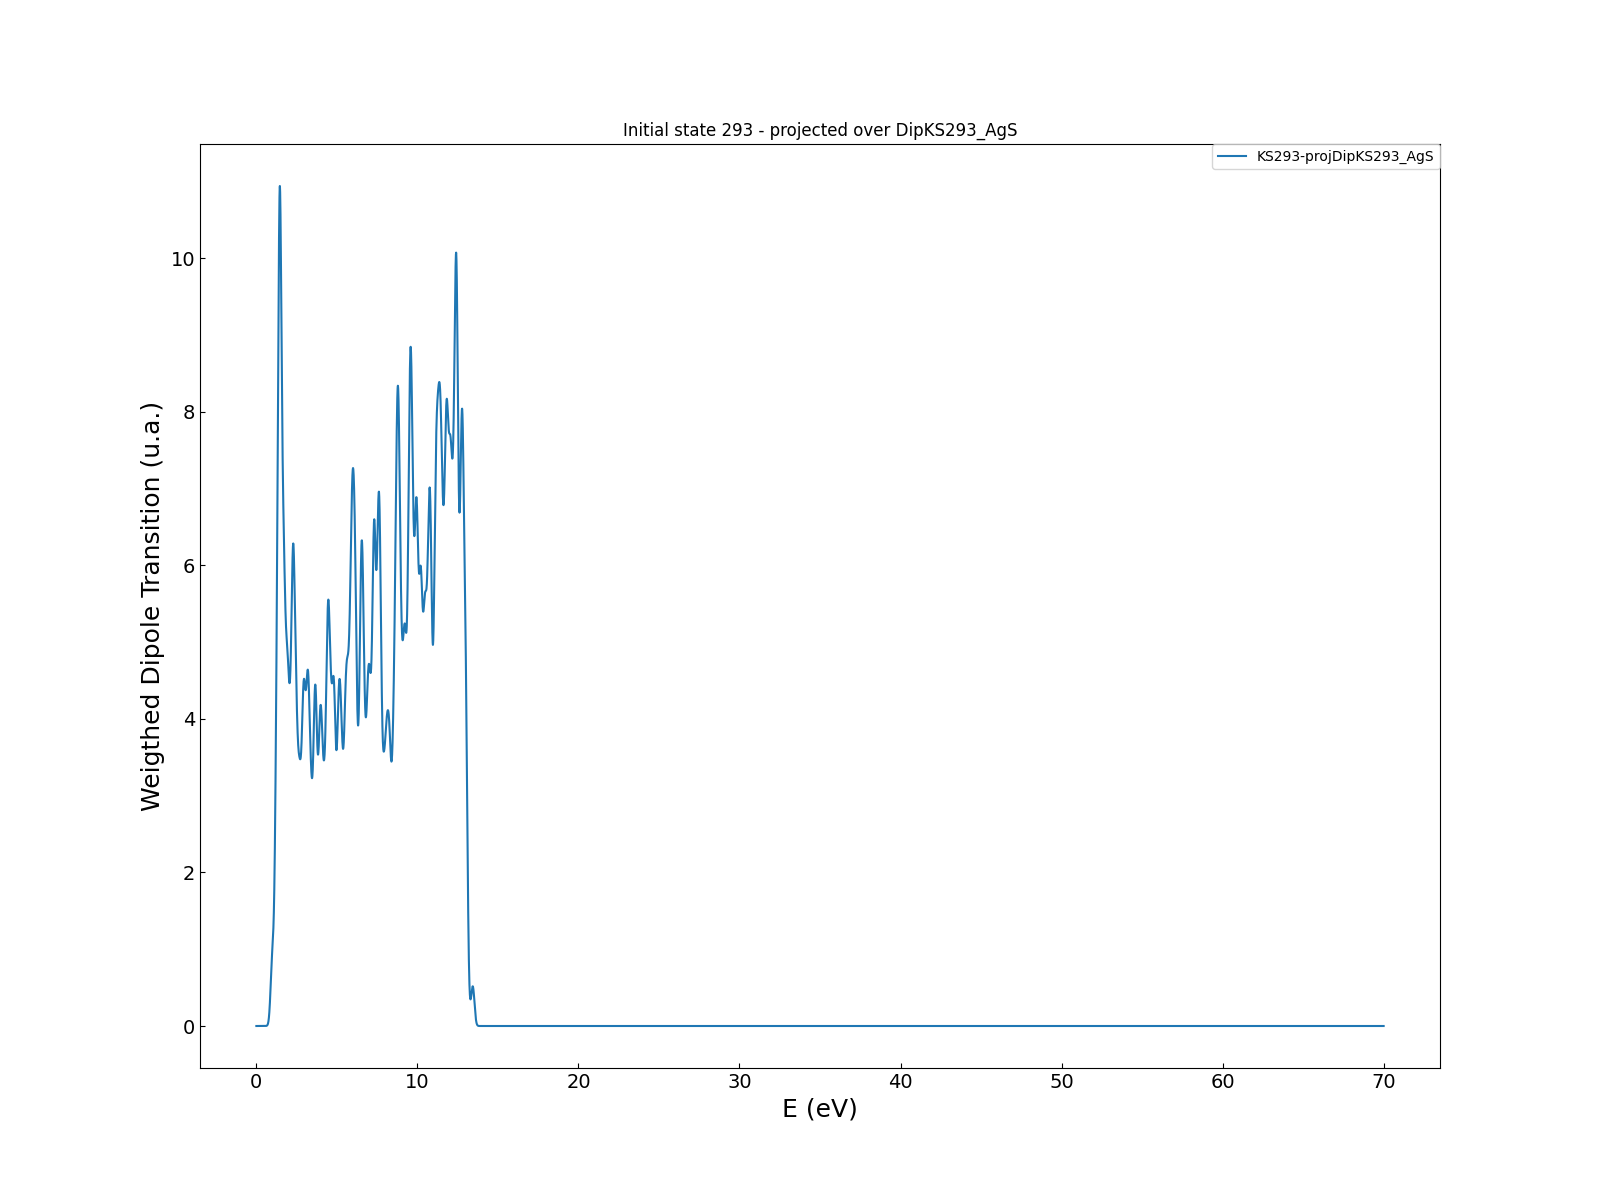 Initial state 293 - projected over DipKS293_AgS
KS293-projDipKS293_AgS
Weigthed Dipole Transition (u.a.)
10
8
6
4
2
0
0 10 20 30 40 50 60 70
E (eV)